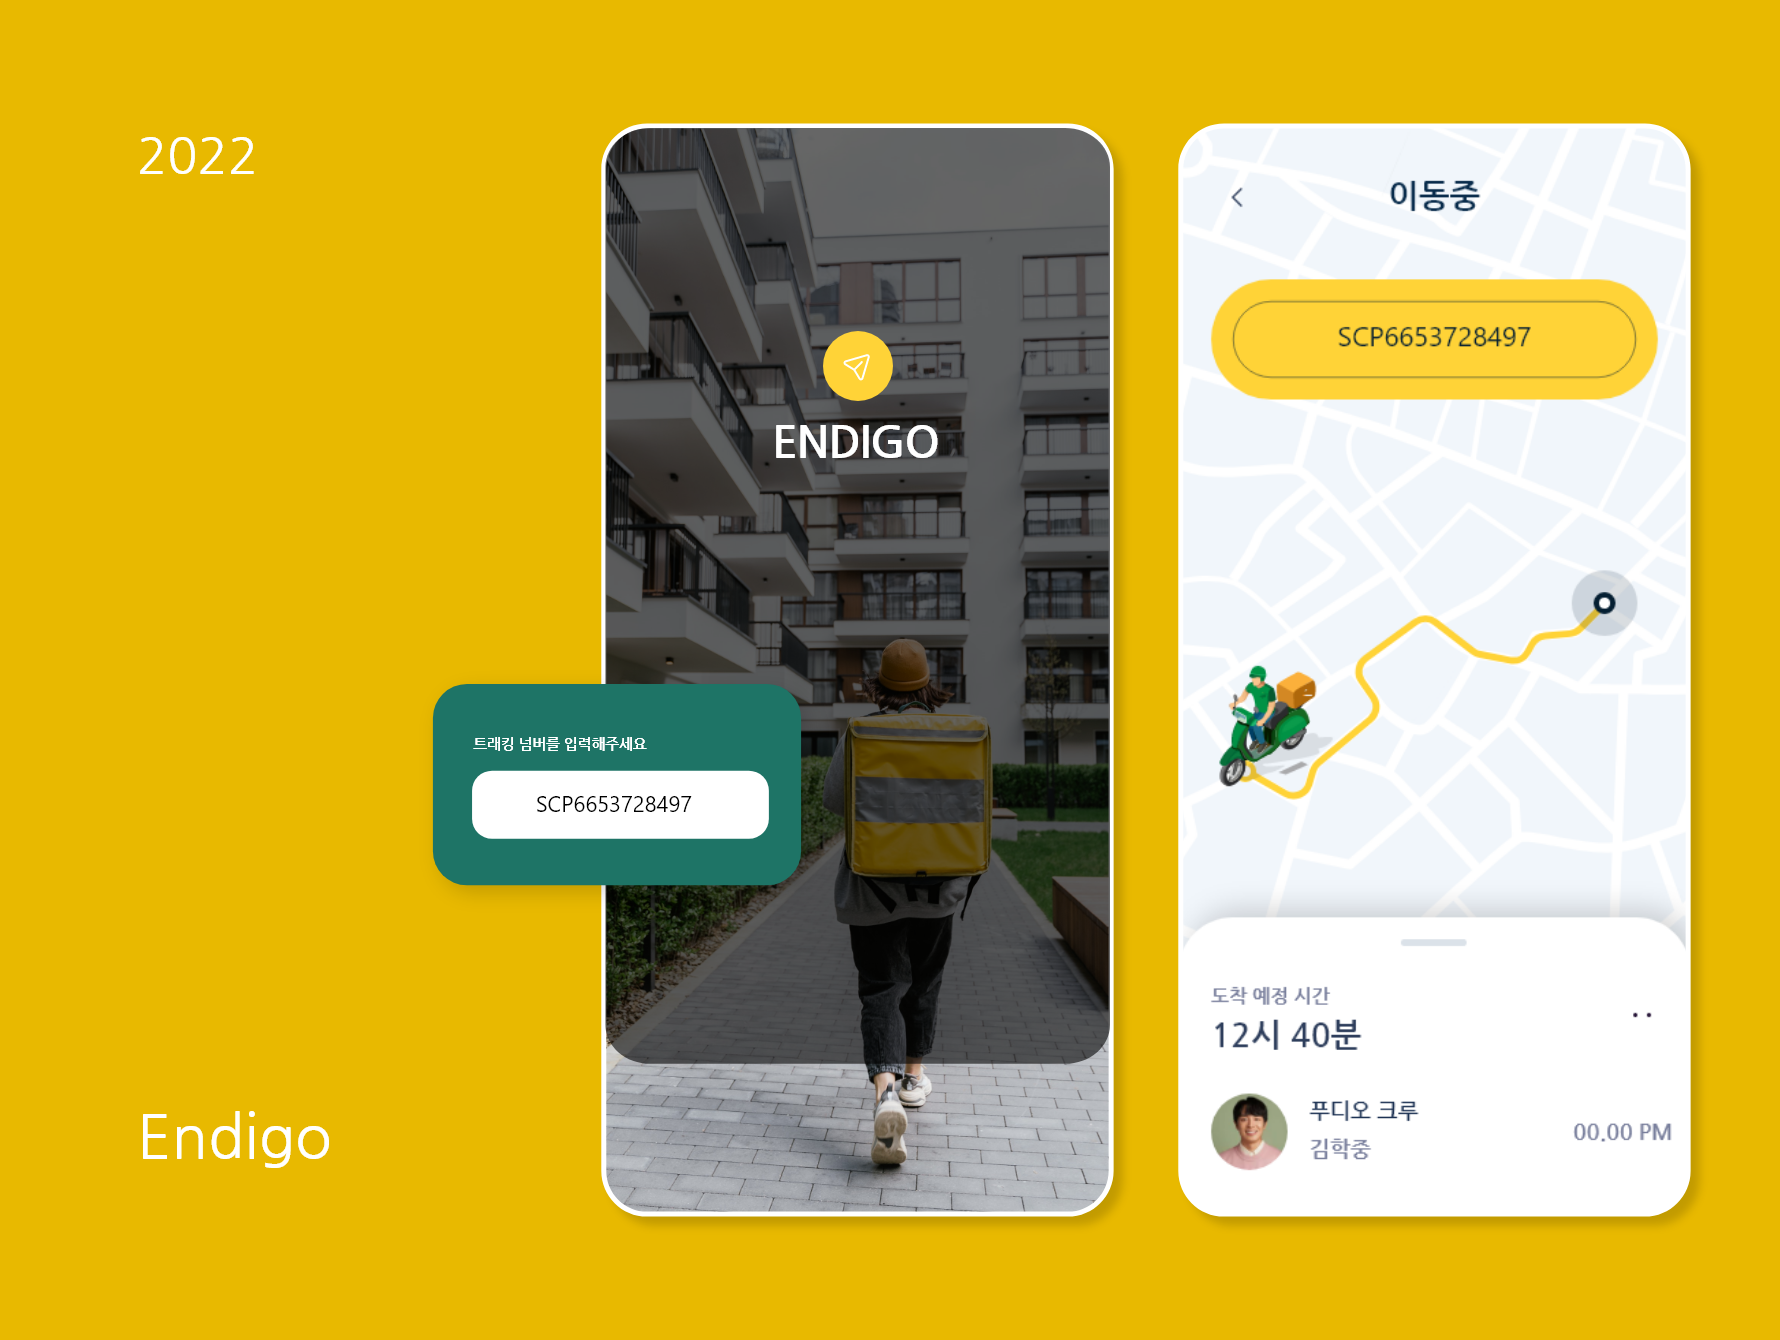 2022
Endigo
ENDIGO
트래킹 넘버를 입력해주세요
SCP6653728497
이동중
SCP6653728497
도착 예정 시간
12시 40분
푸디오 크루
김학중
00.00 PM